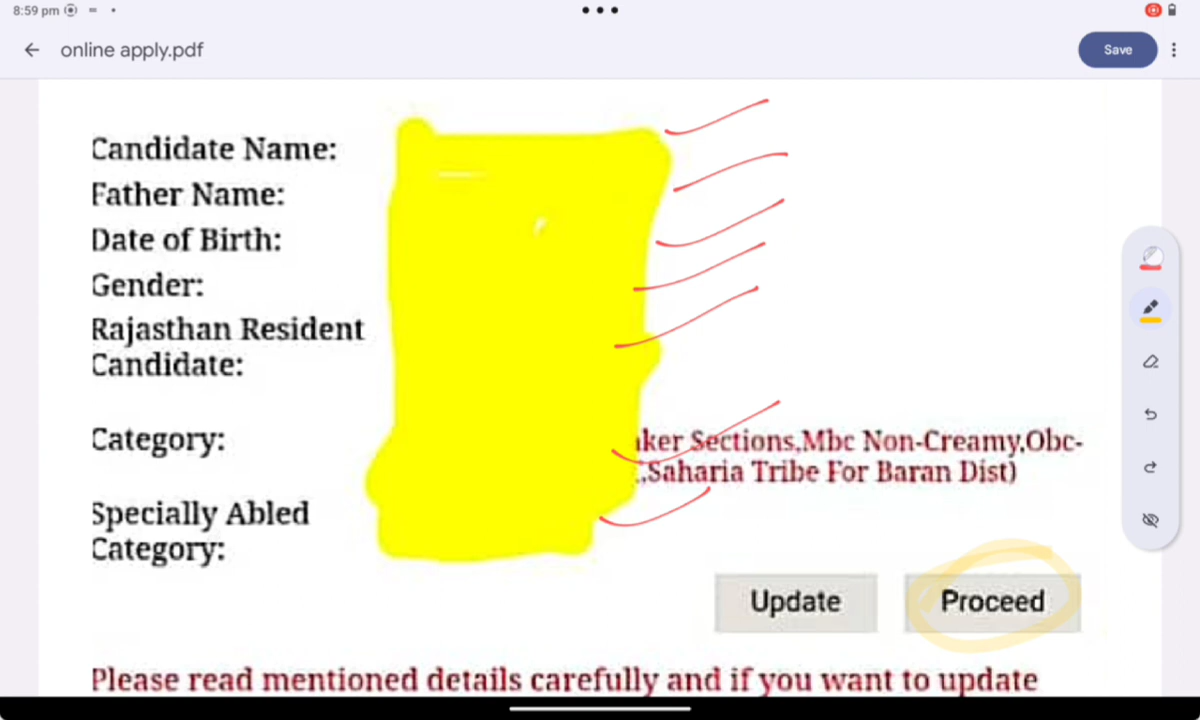 8:59 pm
online apply.pdf
Save
Candidate Name:
Father Name:
Date of Birth:
Gender:
Rajasthan Resident
Candidate:
Category:
Sections,Mbc Non-Creamy,Obc-
,Saharia Tribe For Baran Dist)
Specially Abled
Category:
Update
Proceed
Please read mentioned details carefully and if you want to update